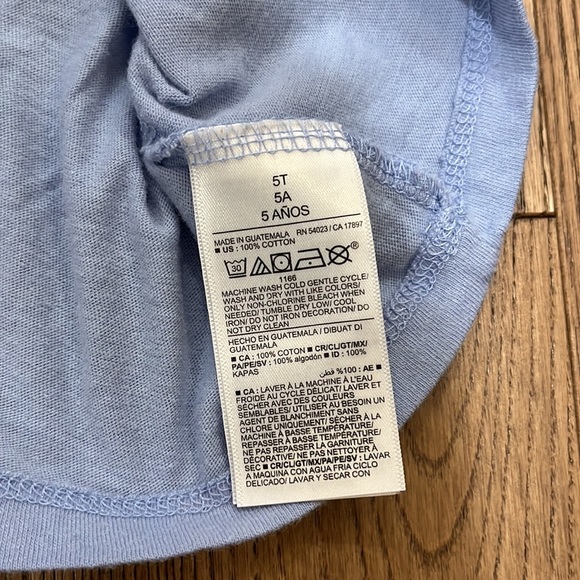 5T
5A
5 AÑOS
MADE IN GUATEMALA RN 54023 / CA 17897
■ US : 100% COTTON
30 ®
1166
MACHINE WASH COLD GENTLE CYCLE/
WASH AND DRY WITH LIKE COLORS/
ONLY NON-CHLORINE BLEACH WHEN
NEEDED/ TUMBLE DRY LOW/ COOL
IRON/ DO NOT IRON DECORATION/ DO
NOT DRY CLEAN
HECHO EN GUATEMALA / DIBUAT DI
GUATEMALA
■ CA : 100% COTON ■ CR/CL/GT/MX/
PA/PE/SV : 100% algodón ■ ID : 100%
KAPAS
■ AE : 100% قطن
■ CA : LAVER À LA MACHINE À L'EAU
FROIDE AU CYCLE DÉLICAT/ LAVER ET
SÉCHER AVEC DES COULEURS
SEMBLABLES/ UTILISER AU BESOIN UN
AGENT DE BLANCHIMENT SANS
CHLORE UNIQUEMENT/ SÉCHER À LA
MACHINE À BASSE TEMPÉRATURE/
REPASSER À BASSE TEMPÉRATURE/
NE PAS REPASSER LA GARNITURE
DÉCORATIVE/ NE PAS NETTOYER À
SEC ■ CR/CL/GT/MX/PA/PE/SV: LAVAR
A MAQUINA CON AGUA FRIA CICLO
DELICADO/ LAVAR Y SECAR CON